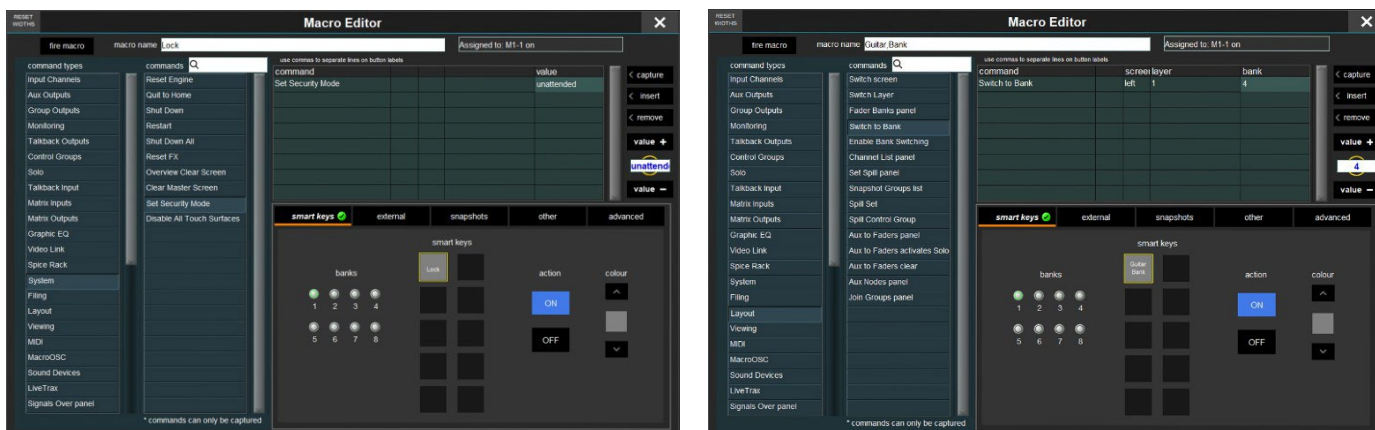 RESET
WIDTHS
Macro Editor
fire macro
macro name
Lock
Assigned to: M1-1 on
command types
commands
use commas to separate lines on button labels
command
value
Input Channels
Aux Outputs
Group Outputs
Monitoring
Talkback Outputs
Control Groups
Solo
Talkback Input
Matrix Inputs
Matrix Outputs
Graphic EQ
Video Link
Spice Rack
System
Filing
Layout
Viewing
MIDI
MacroOSC
Sound Devices
LiveTrax
Signals Over panel
Reset Engine
Quit to Home
Shut Down
Restart
Shut Down All
Reset FX
Overview Clear Screen
Clear Master Screen
Set Security Mode
Disable All Touch Surfaces
* commands can only be captured
Set Security Mode
unattended
< capture
< insert
< remove
value +
unattend
value −
smart keys
external
snapshots
other
advanced
smart keys
banks
1 2 3 4
5 6 7 8
Lock
action
ON
OFF
colour
RESET
WIDTHS
Macro Editor
fire macro
macro name
Guitar,Bank
Assigned to: M1-1 on
command types
commands
use commas to separate lines on button labels
command
screen
layer
bank
Input Channels
Aux Outputs
Group Outputs
Monitoring
Talkback Outputs
Control Groups
Solo
Talkback Input
Matrix Inputs
Matrix Outputs
Graphic EQ
Video Link
Spice Rack
System
Filing
Layout
Viewing
MIDI
MacroOSC
Sound Devices
LiveTrax
Signals Over panel
Switch screen
Switch Layer
Fader Banks panel
Switch to Bank
Enable Bank Switching
Channel List panel
Set Spill panel
Snapshot Groups list
Spill Set
Spill Control Group
Aux to Faders panel
Aux to Faders activates Solo
Aux to Faders clear
Aux Nodes panel
Join Groups panel
* commands can only be captured
Switch to Bank
left
1
4
< capture
< insert
< remove
value +
4
value −
smart keys
external
snapshots
other
advanced
smart keys
banks
1 2 3 4
5 6 7 8
Guitar
Bank
action
ON
OFF
colour